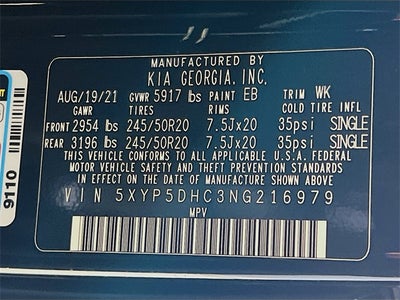 MANUFACTURED BY
KIA GEORGIA, INC.
AUG/19/21 GVWR 5917 lbs PAINT EB TRIM WK
GAWR TIRES RIMS COLD TIRE INFL
FRONT 2954 lbs 245/50R20 7.5Jx20 35psi SINGLE
REAR 3196 lbs 245/50R20 7.5Jx20 35psi SINGLE
THIS VEHICLE CONFORMS TO ALL APPLICABLE U.S.A. FEDERAL
MOTOR VEHICLE SAFETY AND THEFT PREVENTION STANDARDS
IN EFFECT ON THE DATE OF MANUFACTURE SHOWN ABOVE
VIN 5XYP5DHC3NG216979
MPV
9110